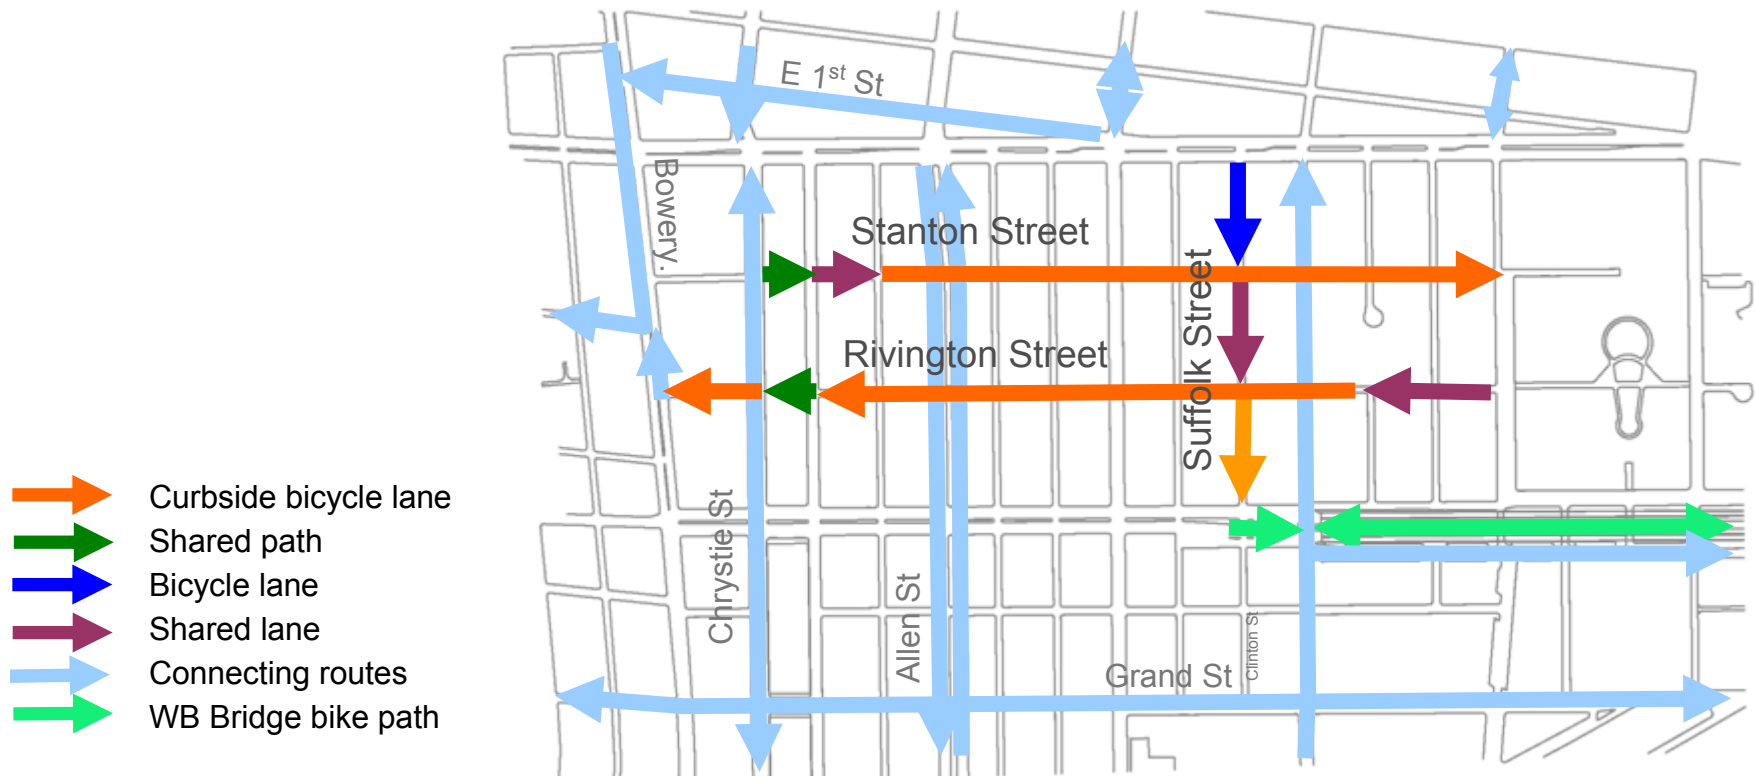 E 1st St
Bowery.
Stanton Street
Suffolk Street
Rivington Street
Chrystie St
Allen St
Clinton St
Grand St
Curbside bicycle lane
Shared path
Bicycle lane
Shared lane
Connecting routes
WB Bridge bike path